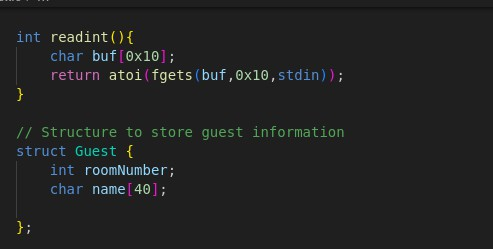 int readint(){
    char buf[0x10];
    return atoi(fgets(buf,0x10,stdin));
}
// Structure to store guest information
struct Guest {
    int roomNumber;
    char name[40];
};